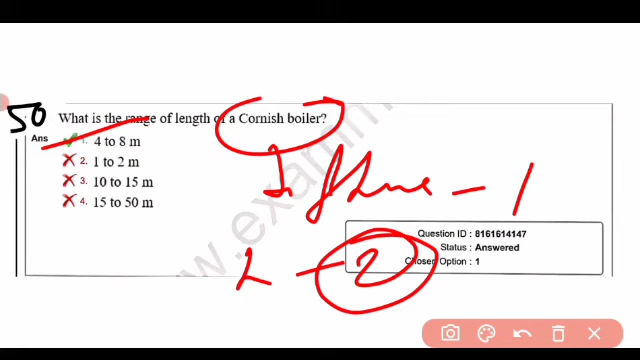 50
What is the range of length of a Cornish boiler?
Ans 1. 4 to 8 m
2. 1 to 2 m
3. 10 to 15 m
4. 15 to 50 m
- 1
L - 2
Question ID : 8161614147
Status : Answered
Chosen Option : 1